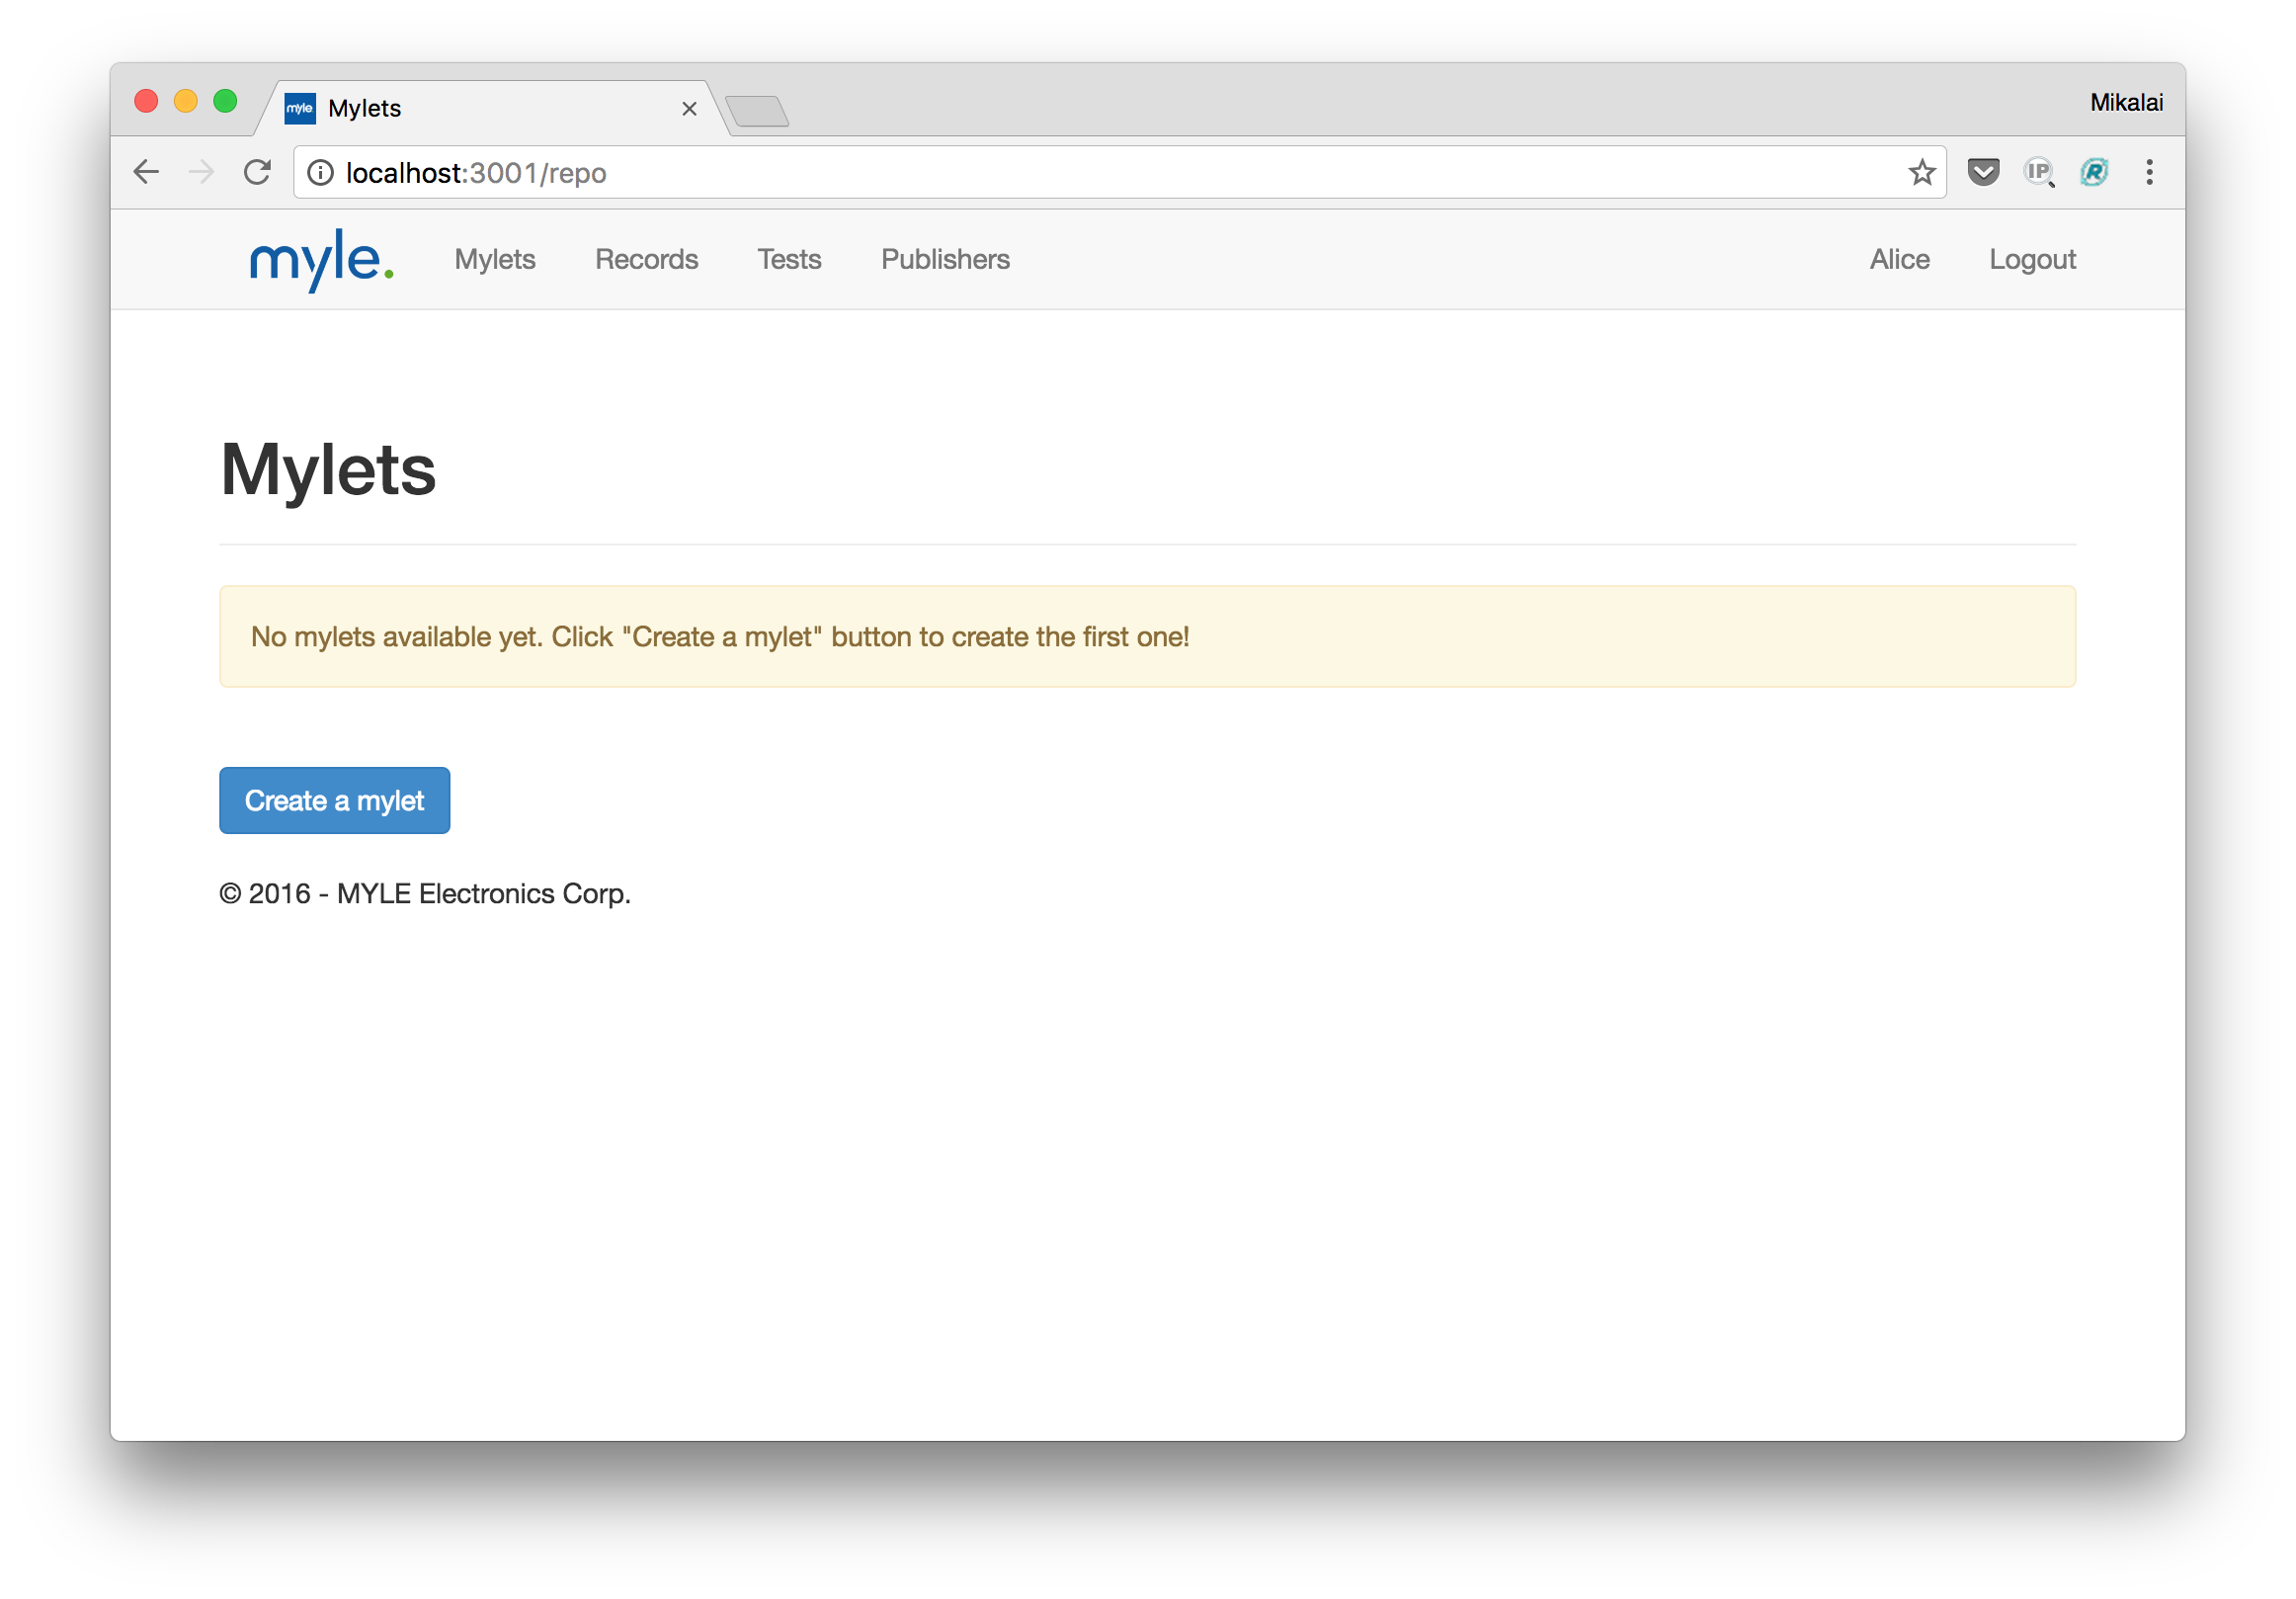 myle Mylets
Mikalai
localhost:3001/repo
IP
R
myle. Mylets Records Tests Publishers Alice Logout
Mylets
No mylets available yet. Click "Create a mylet" button to create the first one!
Create a mylet
© 2016 - MYLE Electronics Corp.